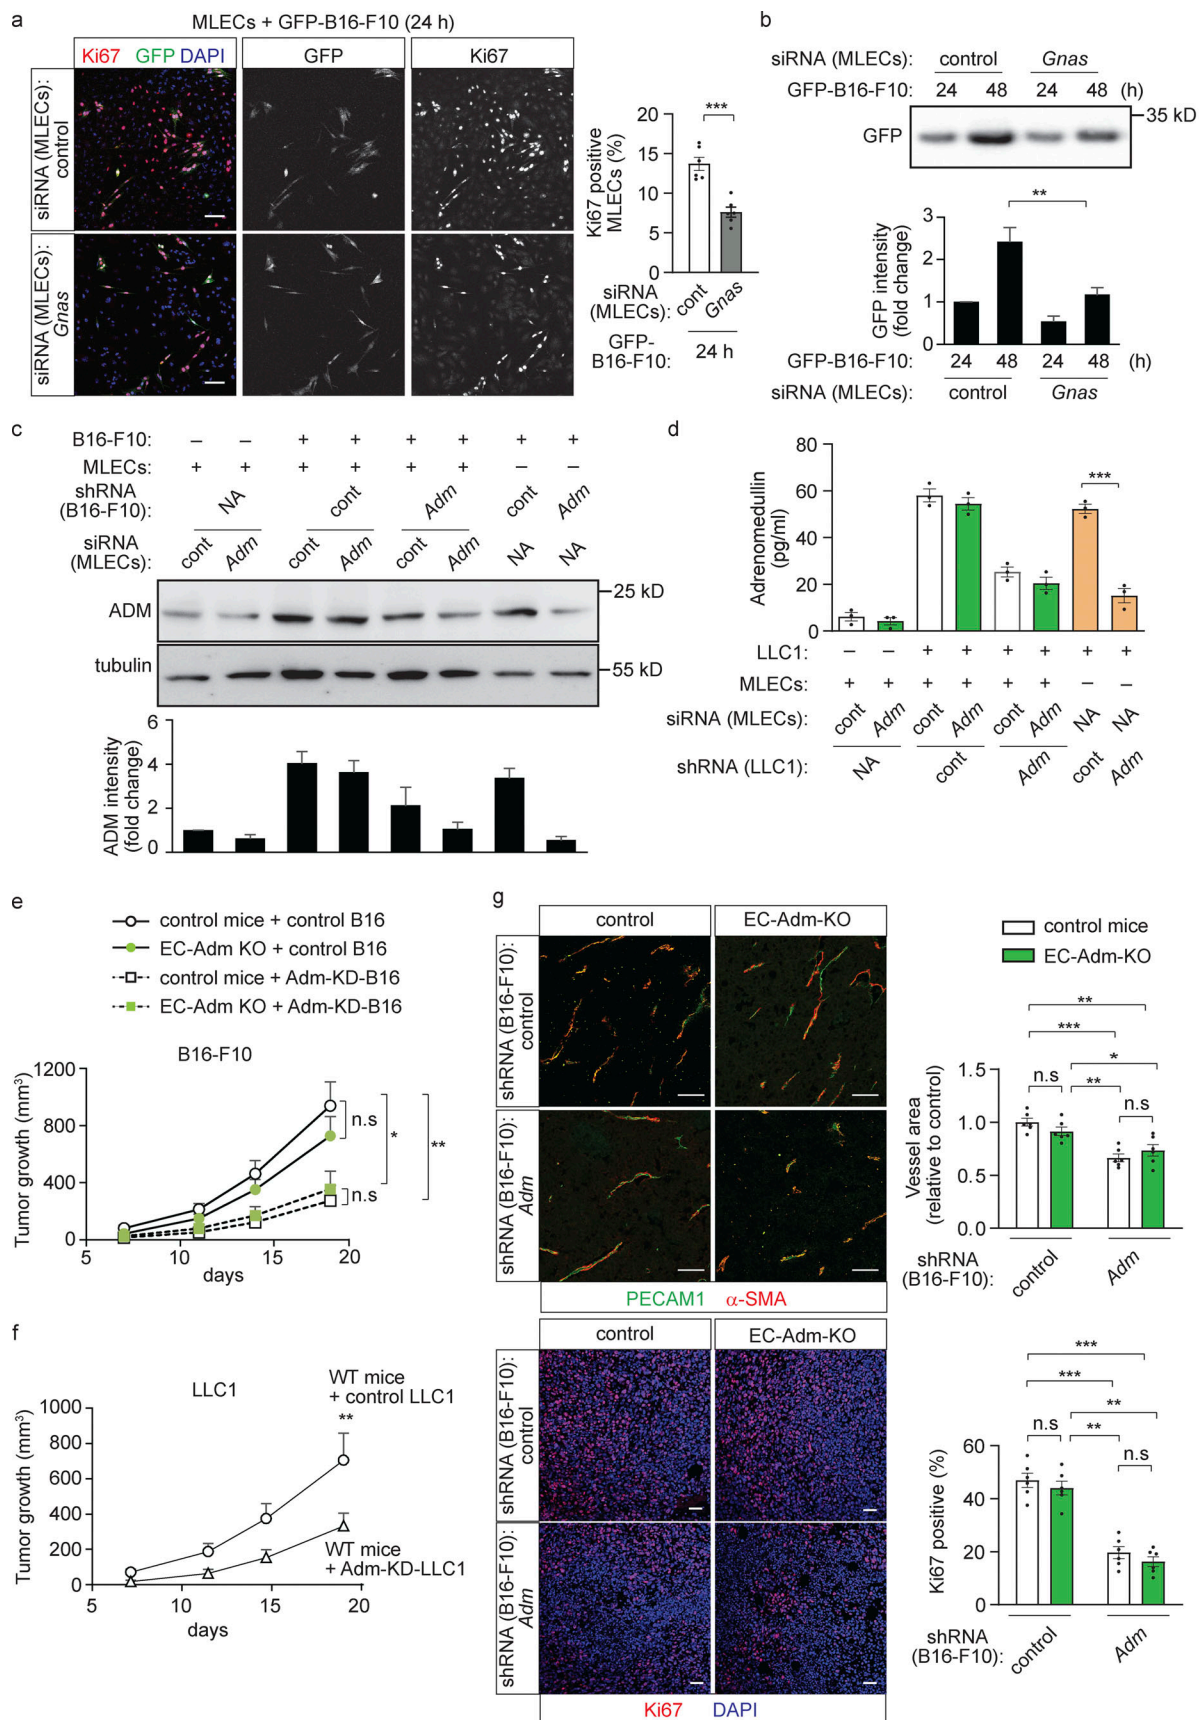 a
MLECs + GFP-B16-F10 (24 h)
Ki67 GFP DAPI
GFP
Ki67
siRNA (MLECs):
control
siRNA (MLECs):
Gnas
Ki67 positive
MLECs (%)
20
15
10
5
0
***
siRNA
(MLECs):
cont
Gnas
GFP-
B16-F10:
24 h
b
siRNA (MLECs):
control
Gnas
GFP-B16-F10:
24 48 24 48 (h)
GFP
35 kD
GFP intensity
(fold change)
3
2
1
0
**
GFP-B16-F10:
24 48 24 48 (h)
siRNA (MLECs):
control
Gnas
c
B16-F10: – – + + + + + +
MLECs: + + + + + + – –
shRNA
(B16-F10):
NA
cont
Adm
cont
Adm
siRNA
(MLECs):
cont
Adm
cont
Adm
cont
Adm
NA
NA
ADM
25 kD
tubulin
55 kD
ADM intensity
(fold change)
6
4
2
0
d
Adrenomedullin
(pg/ml)
80
60
40
20
0
***
LLC1: – – + + + + + +
MLECs: + + + + + + – –
siRNA (MLECs):
cont
Adm
cont
Adm
cont
Adm
NA
NA
shRNA (LLC1):
NA
cont
Adm
cont
Adm
e
control mice + control B16
EC-Adm KO + control B16
control mice + Adm-KD-B16
EC-Adm KO + Adm-KD-B16
B16-F10
Tumor growth (mm³)
1200
800
400
0
5 10 15 20
days
n.s
*
**
n.s
f
LLC1
WT mice
+ control LLC1
**
Tumor growth (mm³)
1000
800
600
400
200
0
WT mice
+ Adm-KD-LLC1
5 10 15 20
days
g
control
EC-Adm-KO
shRNA (B16-F10):
control
shRNA (B16-F10):
Adm
PECAM1 α-SMA
control mice
EC-Adm-KO
Vessel area
(relative to control)
1.5
1.0
0.5
0.0
**
***
*
n.s
**
n.s
shRNA
(B16-F10):
control
Adm
control
EC-Adm-KO
shRNA (B16-F10):
control
shRNA (B16-F10):
Adm
Ki67 DAPI
Ki67 positive (%)
60
40
20
0
***
***
**
n.s
**
n.s
shRNA
(B16-F10):
control
Adm